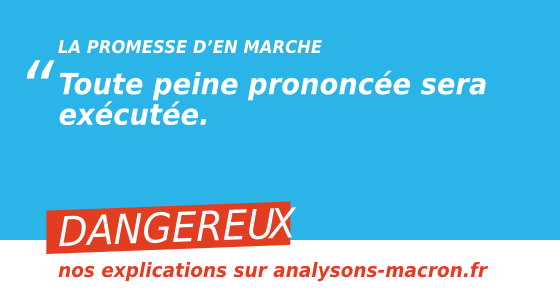 LA PROMESSE D’EN MARCHE
“ Toute peine prononcée sera
exécutée.
DANGEREUX
nos explications sur analysons-macron.fr